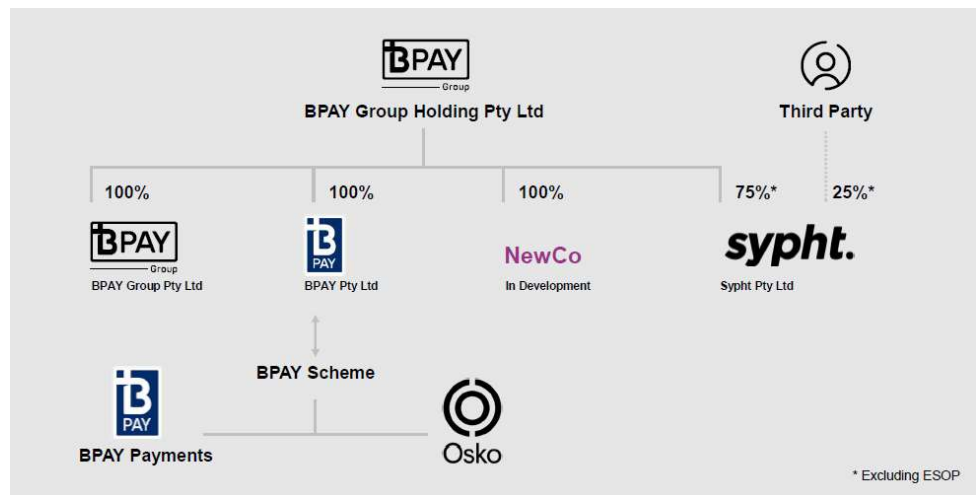 BPAY
Group
BPAY Group Holding Pty Ltd
Third Party
100%
100%
100%
75%*
25%*
BPAY
Group
BPAY Group Pty Ltd
B
PAY
BPAY Pty Ltd
NewCo
In Development
sypht.
Sypht Pty Ltd
BPAY Scheme
B
PAY
BPAY Payments
Osko
* Excluding ESOP